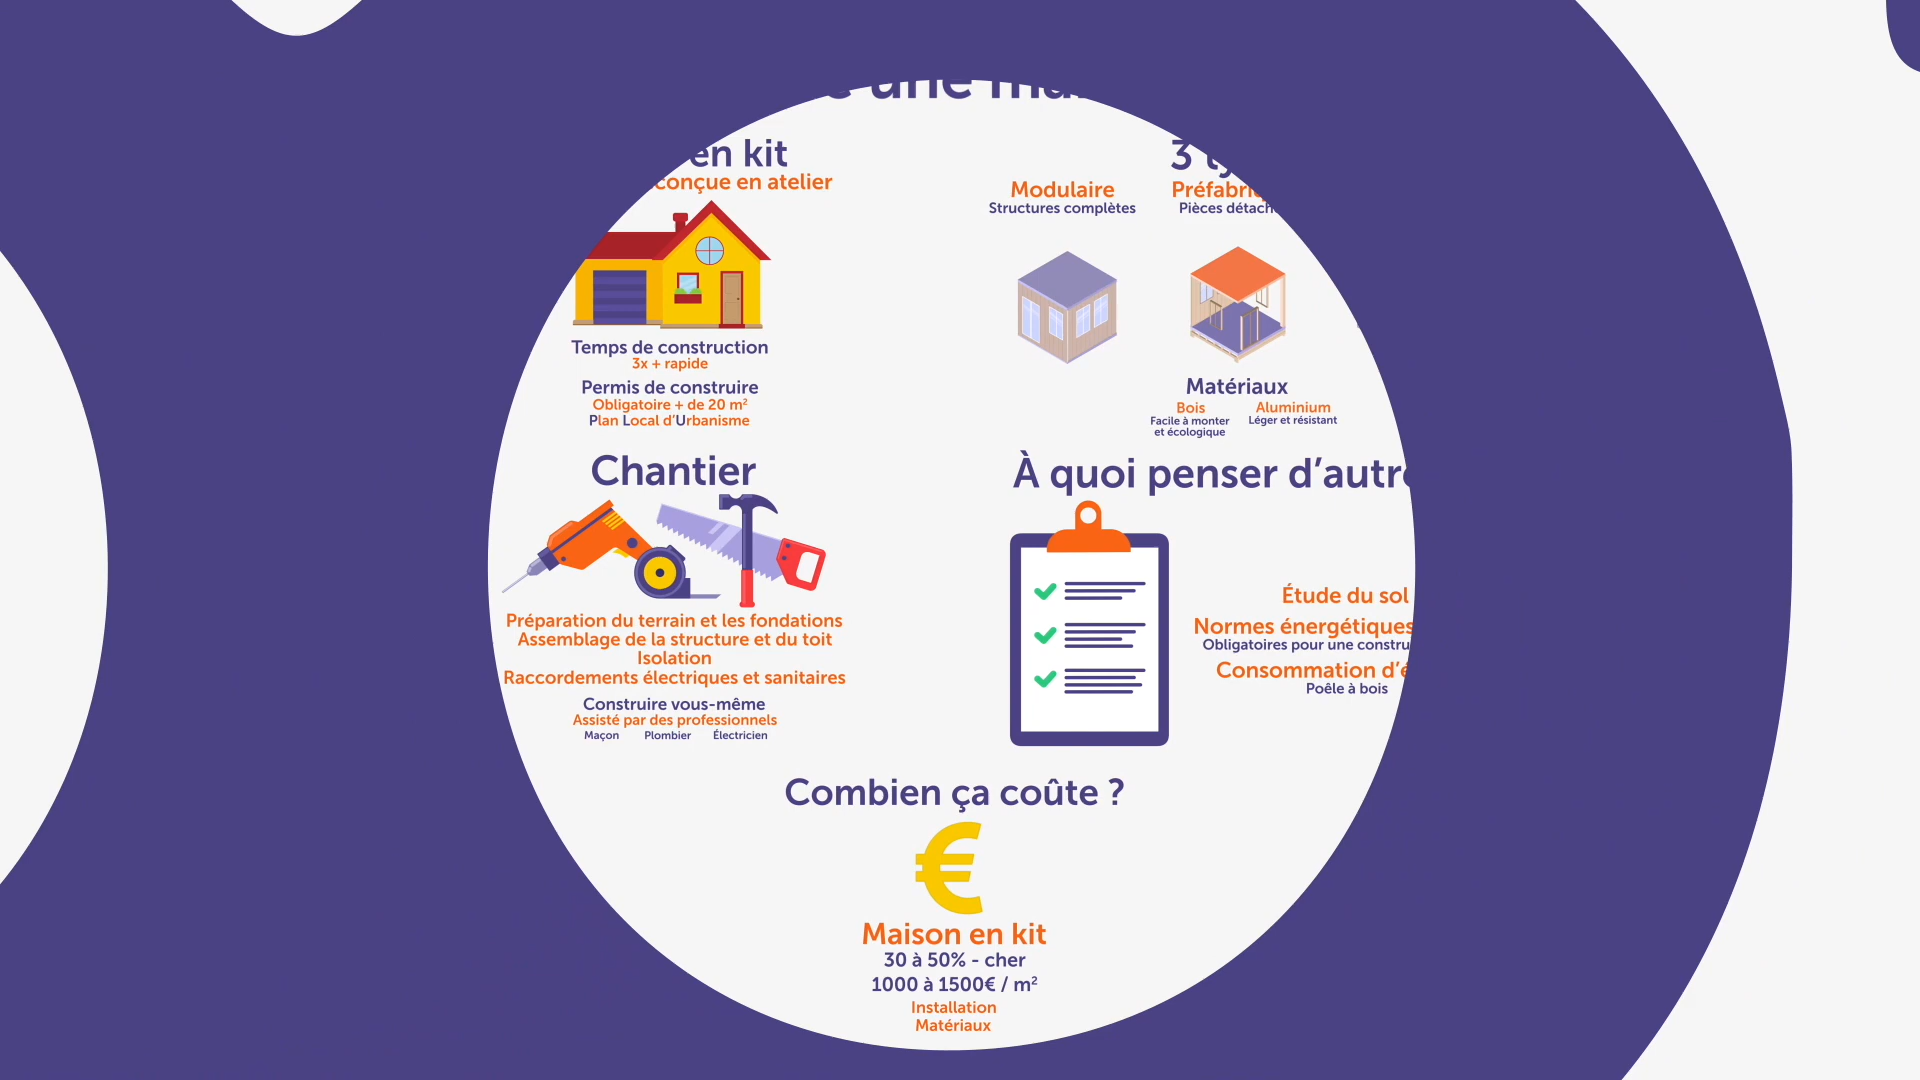 une
en kit
conçue en atelier
Temps de construction
3x + rapide
Permis de construire
Obligatoire + de 20 m²
Plan Local d'Urbanisme
3
Modulaire
Structures complètes
Matériaux
Bois
Facile à monter
et écologique
Aluminium
Léger et résistant
Chantier
Préparation du terrain et les fondations
Assemblage de la structure et du toit
Isolation
Raccordements électriques et sanitaires
Construire vous-même
Assisté par des professionnels
Maçon Plombier Électricien
À quoi penser d'autre
Étude du sol
Normes énergétiques
Obligatoires pour une
Consommation
Poêle à bois
Combien ça coûte ?
Maison en kit
30 à 50% - cher
1000 à 1500€ / m²
Installation
Matériaux